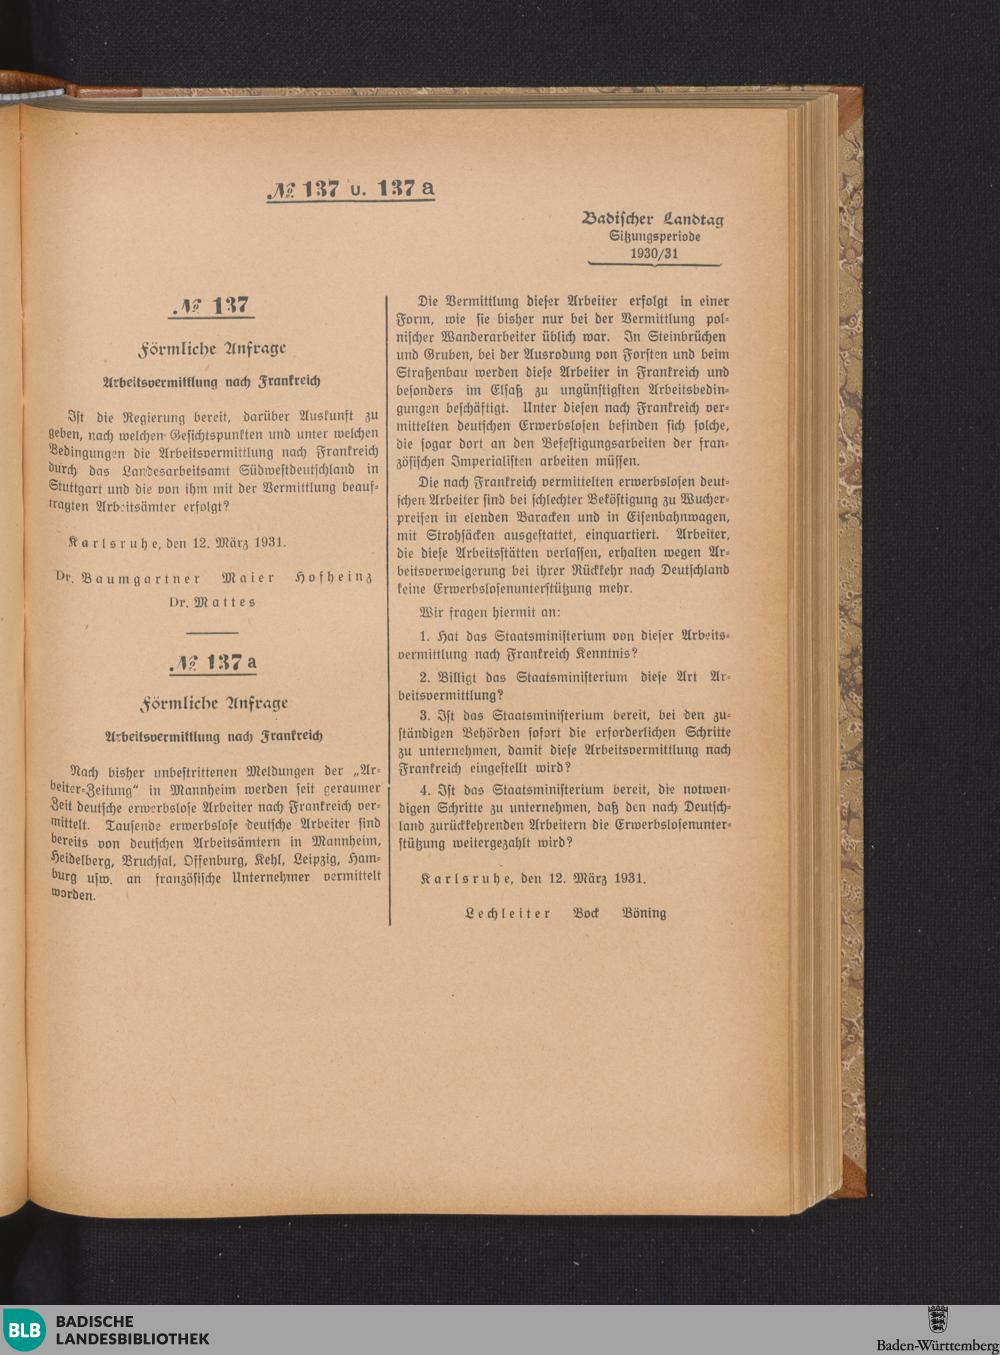 № 137 u. 137 a
Badischer Landtag
Sitzungsperiode
1930/31
№ 137
Förmliche Anfrage
Arbeitsvermittlung nach Frankreich
Ist die Regierung bereit, darüber Auskunft zu
geben, nach welchen Gesichtspunkten und unter welchen
Bedingungen die Arbeitsvermittlung nach Frankreich
durch das Landesarbeitsamt Südwestdeutschland in
Stuttgart und die von ihm mit der Vermittlung beauf-
tragten Arbeitsämter erfolgt?
Karlsruhe, den 12. März 1931.
Dr. Baumgartner Maier Hofheinz
Dr. Mattes
№ 137a
Förmliche Anfrage
Arbeitsvermittlung nach Frankreich
Nach bisher unbestrittenen Meldungen der „Ar-
beiter-Zeitung“ in Mannheim werden seit geraumer
Zeit deutsche erwerbslose Arbeiter nach Frankreich ver-
mittelt. Tausende erwerbslose deutsche Arbeiter sind
bereits von deutschen Arbeitsämtern in Mannheim,
Heidelberg, Bruchsal, Offenburg, Kehl, Leipzig, Ham-
burg usw. an französische Unternehmer vermittelt
worden.
Die Vermittlung dieser Arbeiter erfolgt in einer
Form, wie sie bisher nur bei der Vermittlung pol-
nischer Wanderarbeiter üblich war. In Steinbrüchen
und Gruben, bei der Ausrodung von Forsten und beim
Straßenbau werden diese Arbeiter in Frankreich und
besonders im Elsaß zu ungünstigsten Arbeitsbedin-
gungen beschäftigt. Unter diesen nach Frankreich ver-
mittelten deutschen Erwerbslosen befinden sich solche,
die sogar dort an den Befestigungsarbeiten der fran-
zösischen Imperialisten arbeiten müssen.
Die nach Frankreich vermittelten erwerbslosen deut-
schen Arbeiter sind bei schlechter Beköstigung zu Wucher-
preisen in elenden Baracken und in Eisenbahnwagen,
mit Strohsäcken ausgestattet, einquartiert. Arbeiter,
die diese Arbeitsstätten verlassen, erhalten wegen Ar-
beitsverweigerung bei ihrer Rückkehr nach Deutschland
keine Erwerbslosenunterstützung mehr.
Wir fragen hiermit an:
1. Hat das Staatsministerium von dieser Arbeits-
vermittlung nach Frankreich Kenntnis?
2. Billigt das Staatsministerium diese Art Ar-
beitsvermittlung?
3. Ist das Staatsministerium bereit, bei den zu-
ständigen Behörden sofort die erforderlichen Schritte
zu unternehmen, damit diese Arbeitsvermittlung nach
Frankreich eingestellt wird?
4. Ist das Staatsministerium bereit, die notwen-
digen Schritte zu unternehmen, daß den nach Deutsch-
land zurückkehrenden Arbeitern die Erwerbslosenunter-
stützung weitergezahlt wird?
Karlsruhe, den 12. März 1931.
Lechleiter Bock Böning
BLB
BADISCHE
LANDESBIBLIOTHEK
Baden-Württemberg